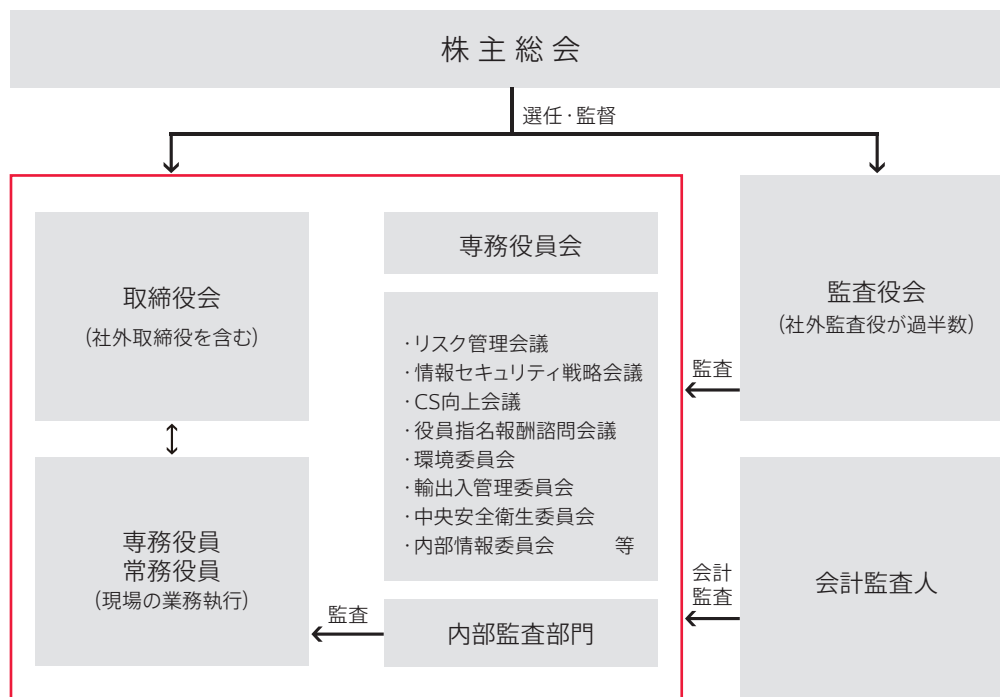 株主総会
選任・監督
取締役会
(社外取締役を含む)
専務役員会
・リスク管理会議
・情報セキュリティ戦略会議
・CS向上会議
・役員指名報酬諮問会議
・環境委員会
・輸出入管理委員会
・中央安全衛生委員会
・内部情報委員会 等
監査役会
(社外監査役が過半数)
監査
専務役員
常務役員
(現場の業務執行)
監査
内部監査部門
会計
監査
会計監査人